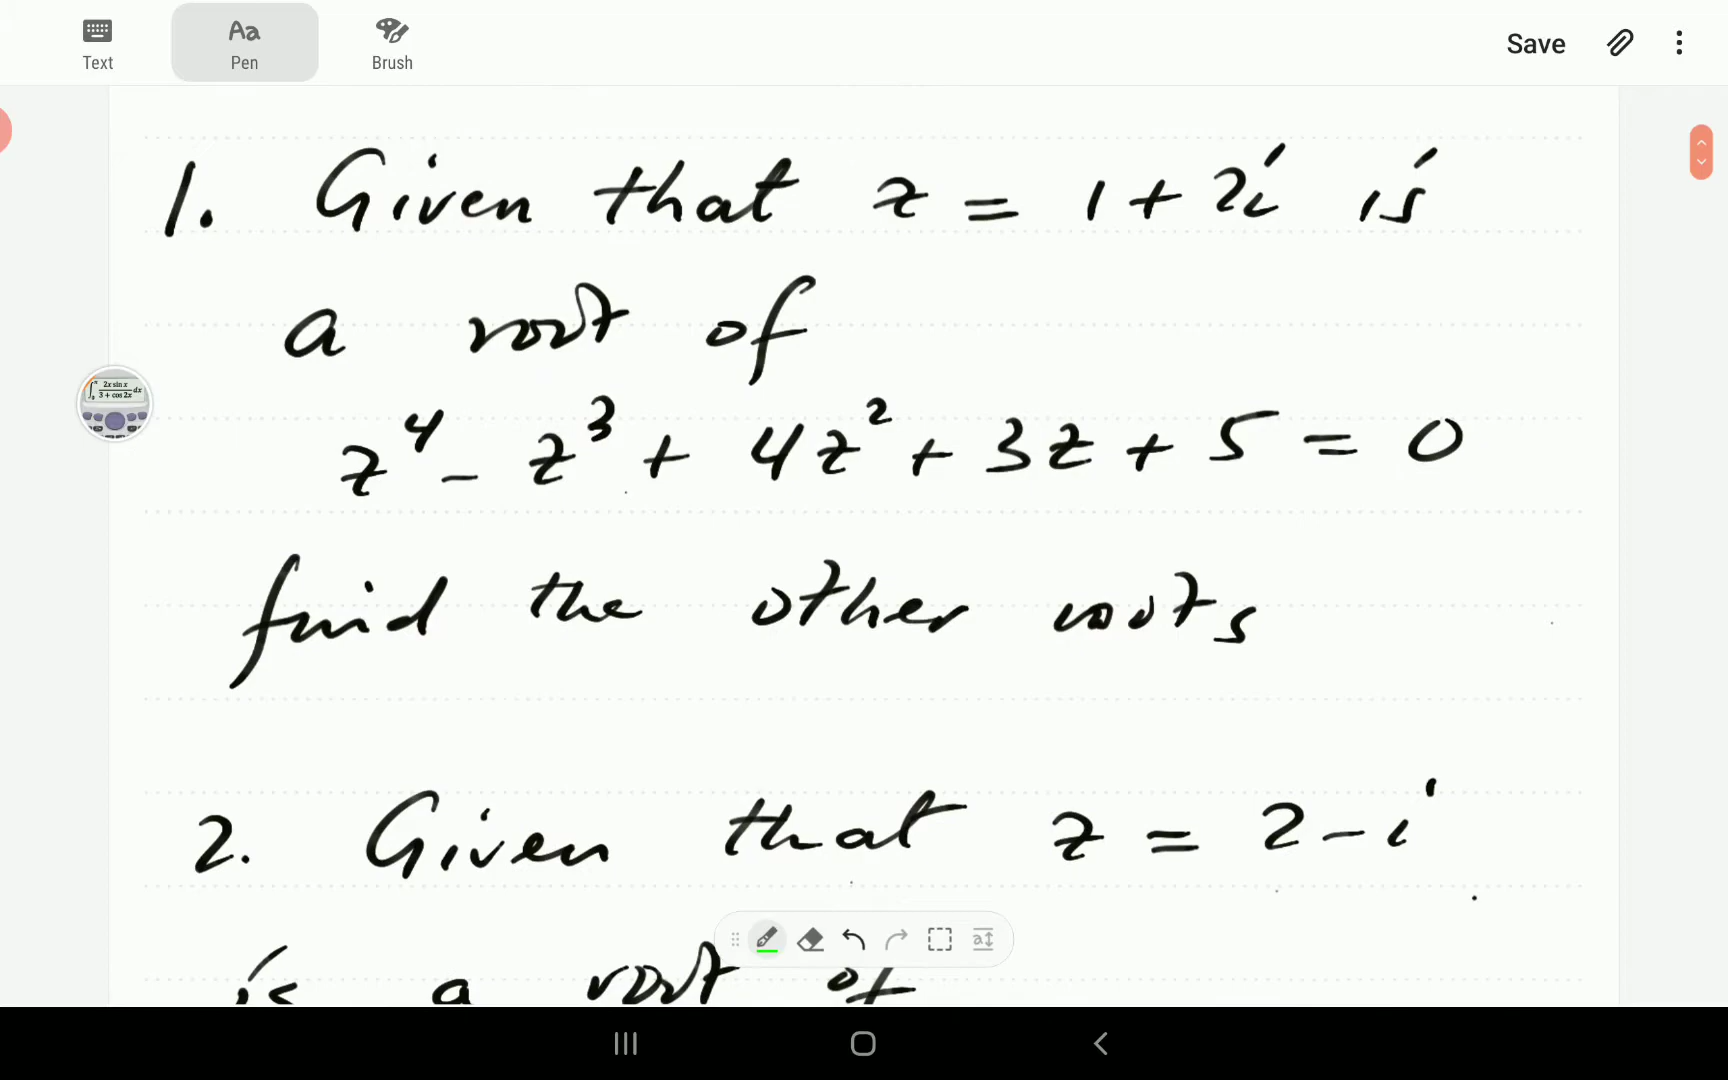 Text
Aa
Pen
Brush
Save
1. Given that z = 1 + 2i is
a root of
z⁴ - z³ + 4z² + 3z + 5 = 0
find the other roots
2. Given that z = 2 - i
is a root of